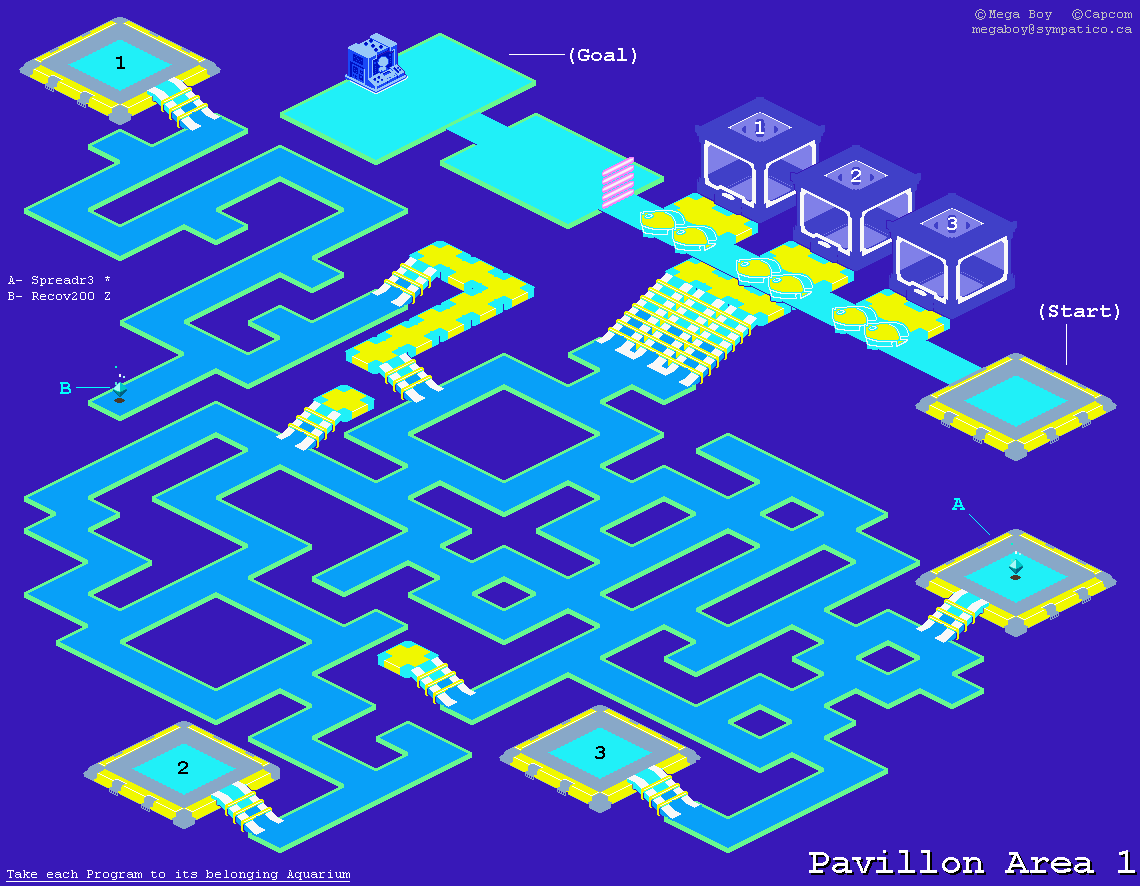 ©Mega Boy ©Capcom
megaboy@sympatico.ca
(Goal)
1
1
2
3
A- Spreadr3 *
B- Recov200 Z
(Start)
B
A
2
3
Pavillon Area 1
Take each Program to its belonging Aquarium